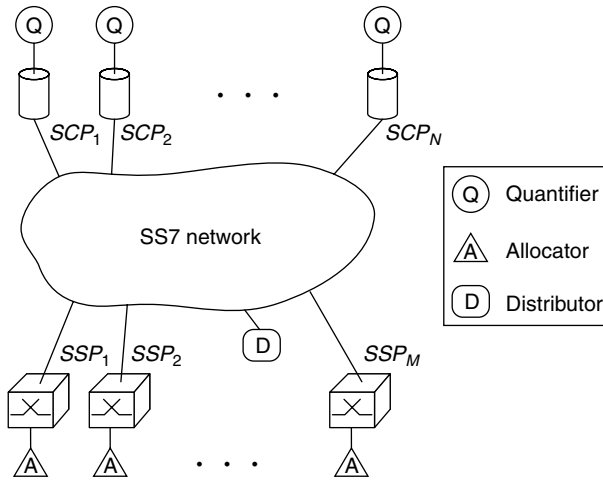 Q Q Q
. . .
SCP1 SCP2 SCPN
SS7 network
Q Quantifier
A Allocator
D Distributor
D
SSP1 SSP2 SSPM
A A . . . A